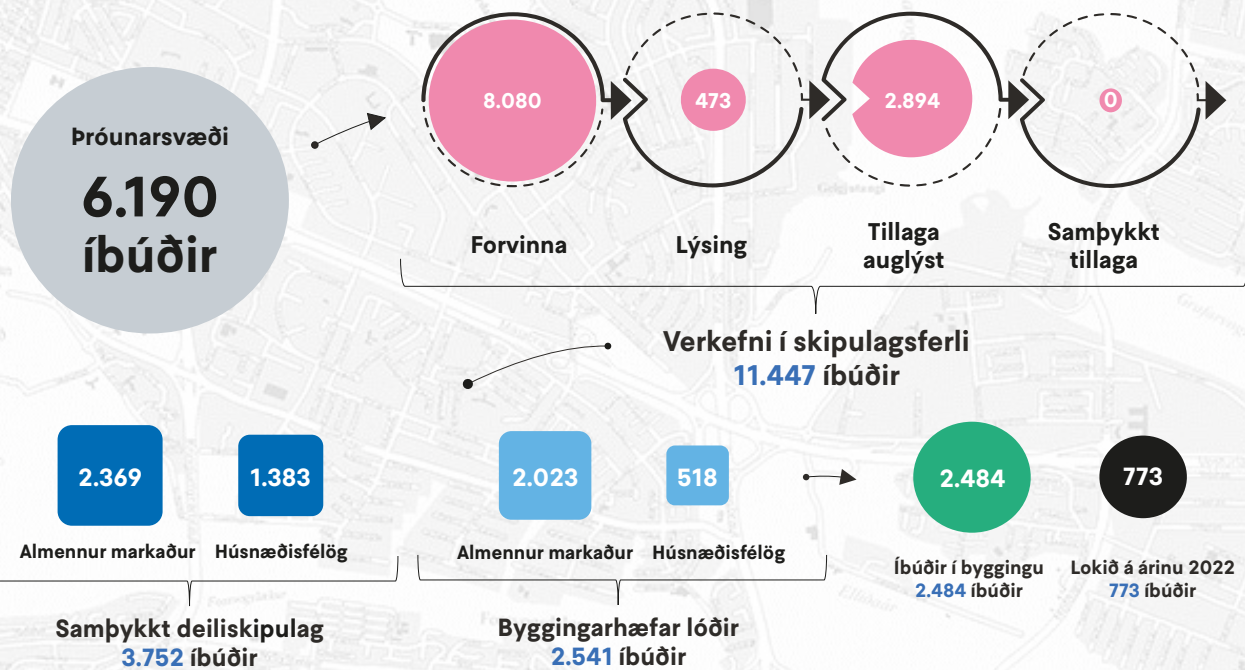 Þróunarsvæði
6.190
íbúðir
8.080
473
2.894
0
Forvinna
Lýsing
Tillaga
auglýst
Samþykkt
tillaga
Verkefni í skipulagsferli
11.447 íbúðir
2.369
1.383
Almennur markaður
Húsnæðisfélög
Samþykkt deiliskipulag
3.752 íbúðir
2.023
518
Almennur markaður
Húsnæðisfélög
Byggingarhæfar lóðir
2.541 íbúðir
2.484
773
Íbúðir í byggingu
2.484 íbúðir
Lokið á árinu 2022
773 íbúðir